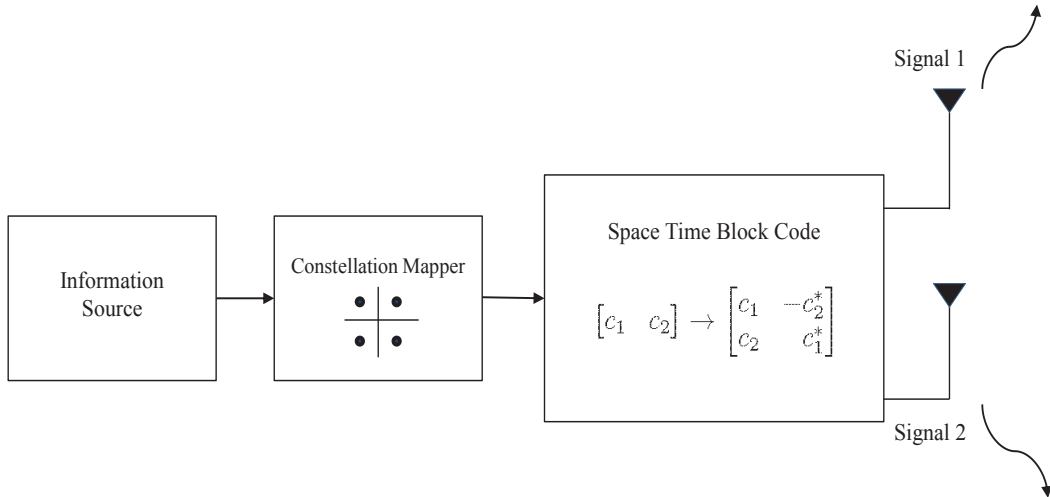 Signal 1
Information
Source
Constellation Mapper
Space Time Block Code
[c₁ c₂] → [c₁ −c₂*
c₂ c₁*]
Signal 2